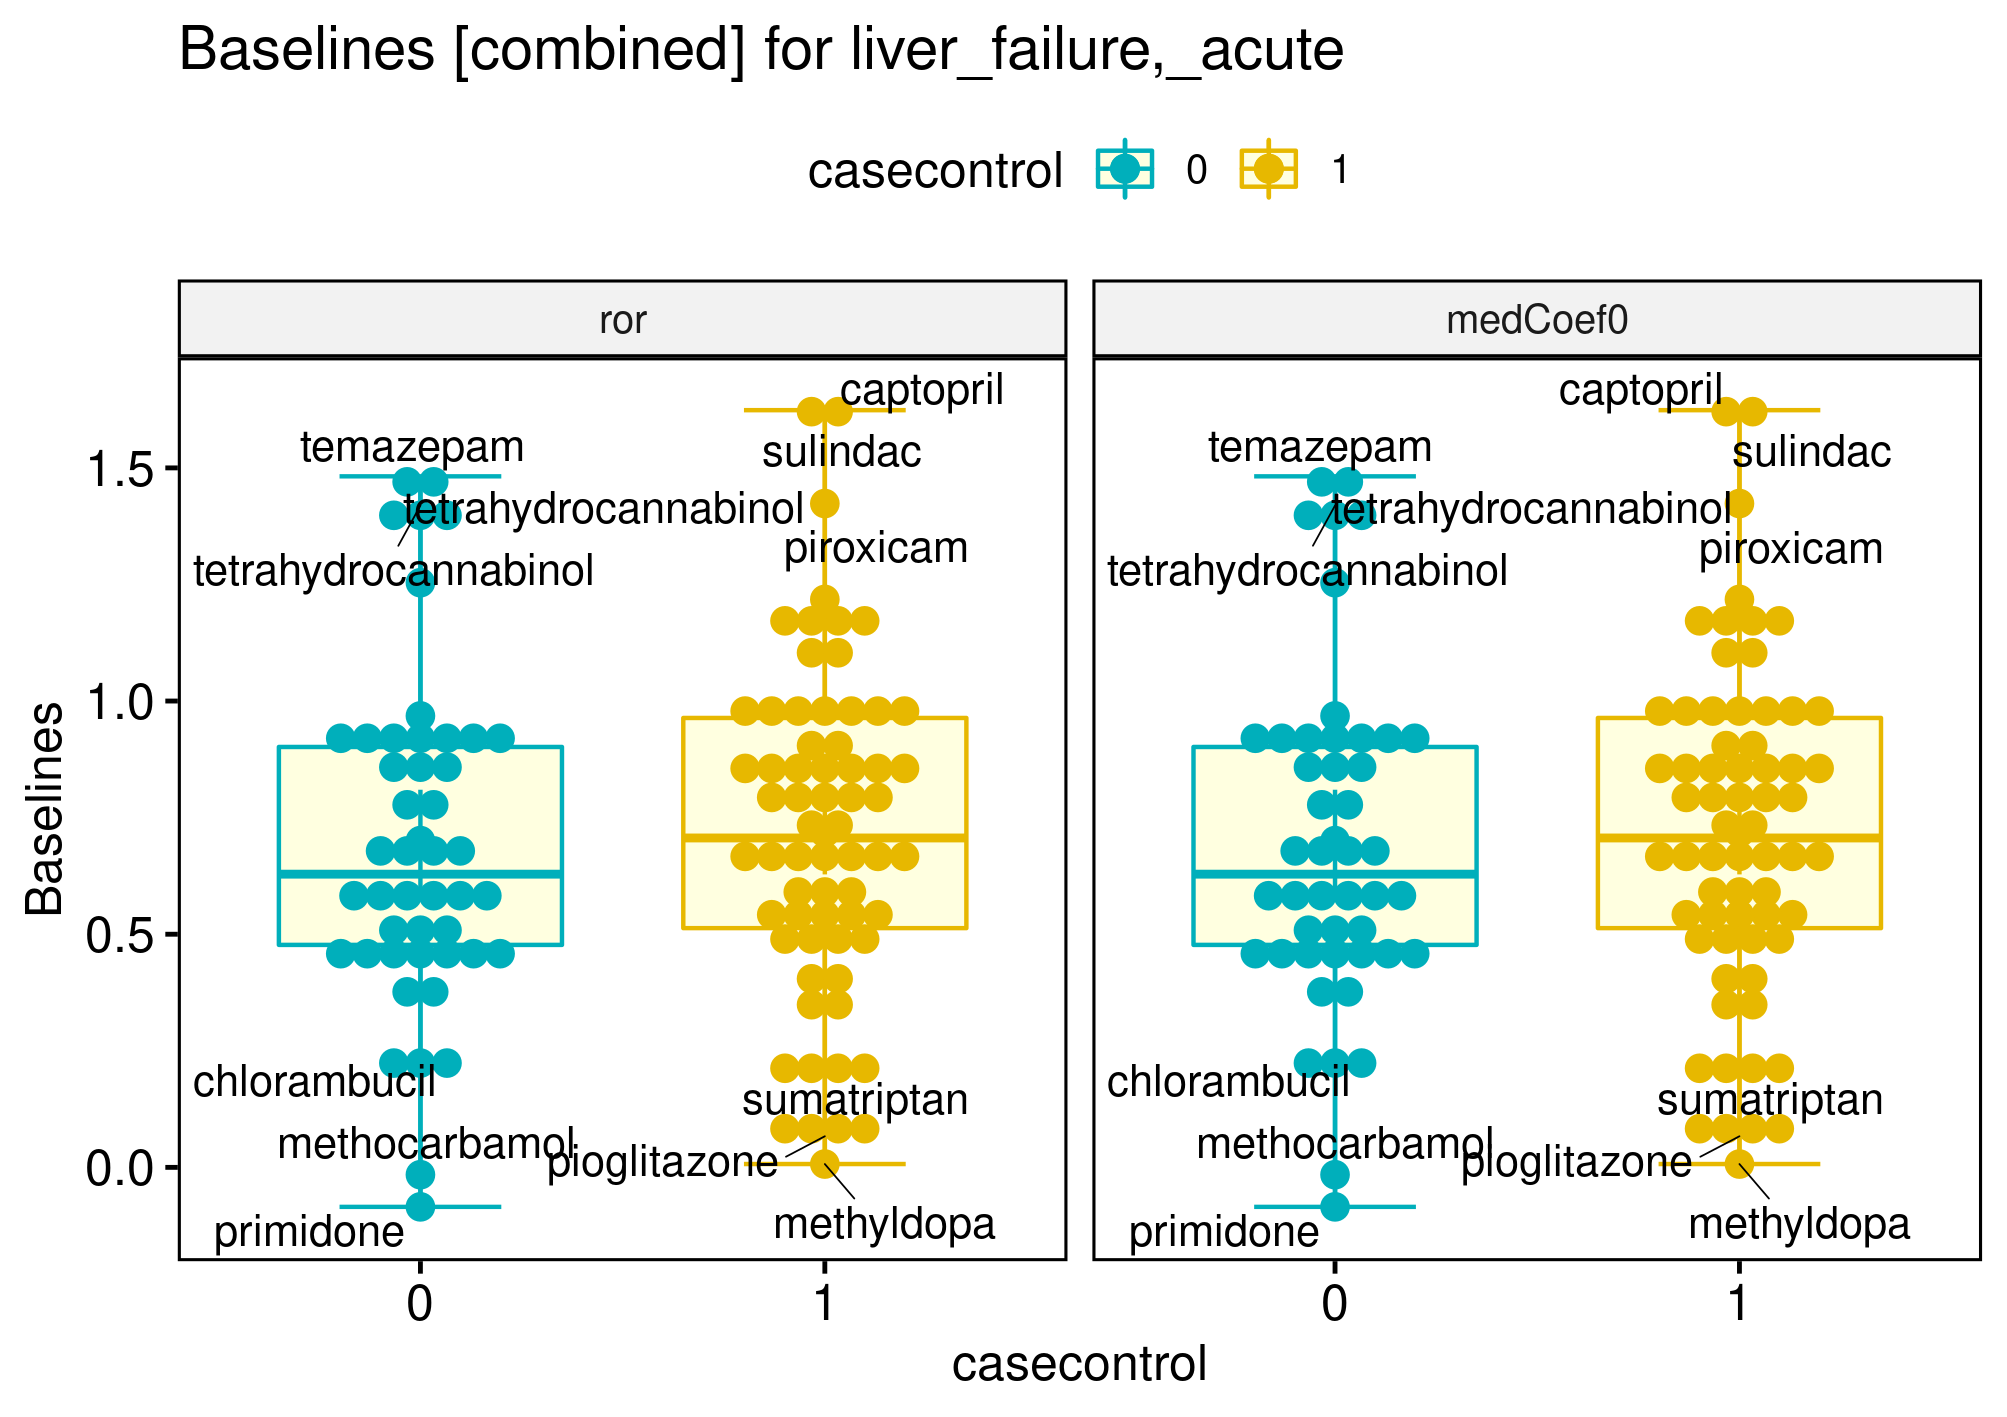 Baselines [combined] for liver_failure,_acute
casecontrol 0 1
ror
medCoef0
captopril
temazepam
sulindac
tetrahydrocannabinol
piroxicam
tetrahydrocannabinol
chlorambucil
sumatriptan
methocarbamol
pioglitazone
methyldopa
primidone
captopril
temazepam
sulindac
tetrahydrocannabinol
piroxicam
tetrahydrocannabinol
chlorambucil
sumatriptan
methocarbamol
pioglitazone
methyldopa
primidone
1.5
1.0
0.5
0.0
Baselines
0 1
0 1
casecontrol